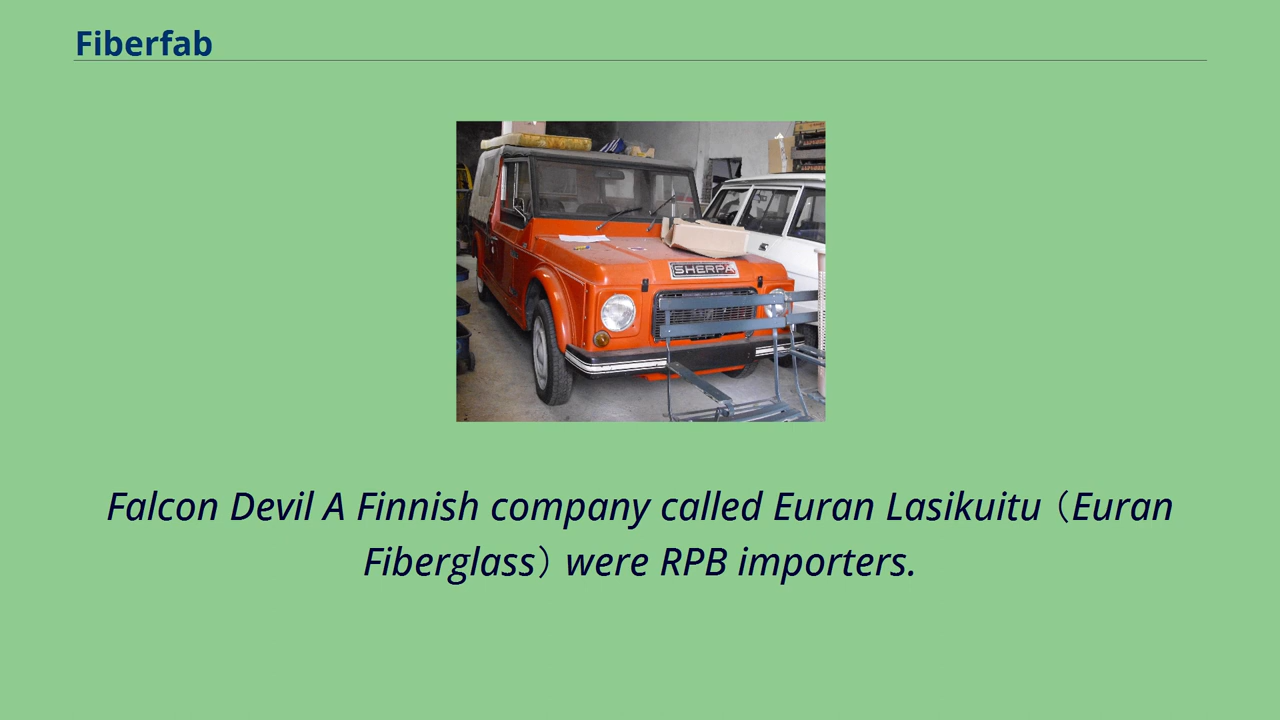 Fiberfab
SHERPA
Falcon Devil A Finnish company called Euran Lasikuitu（Euran
Fiberglass）were RPB importers.